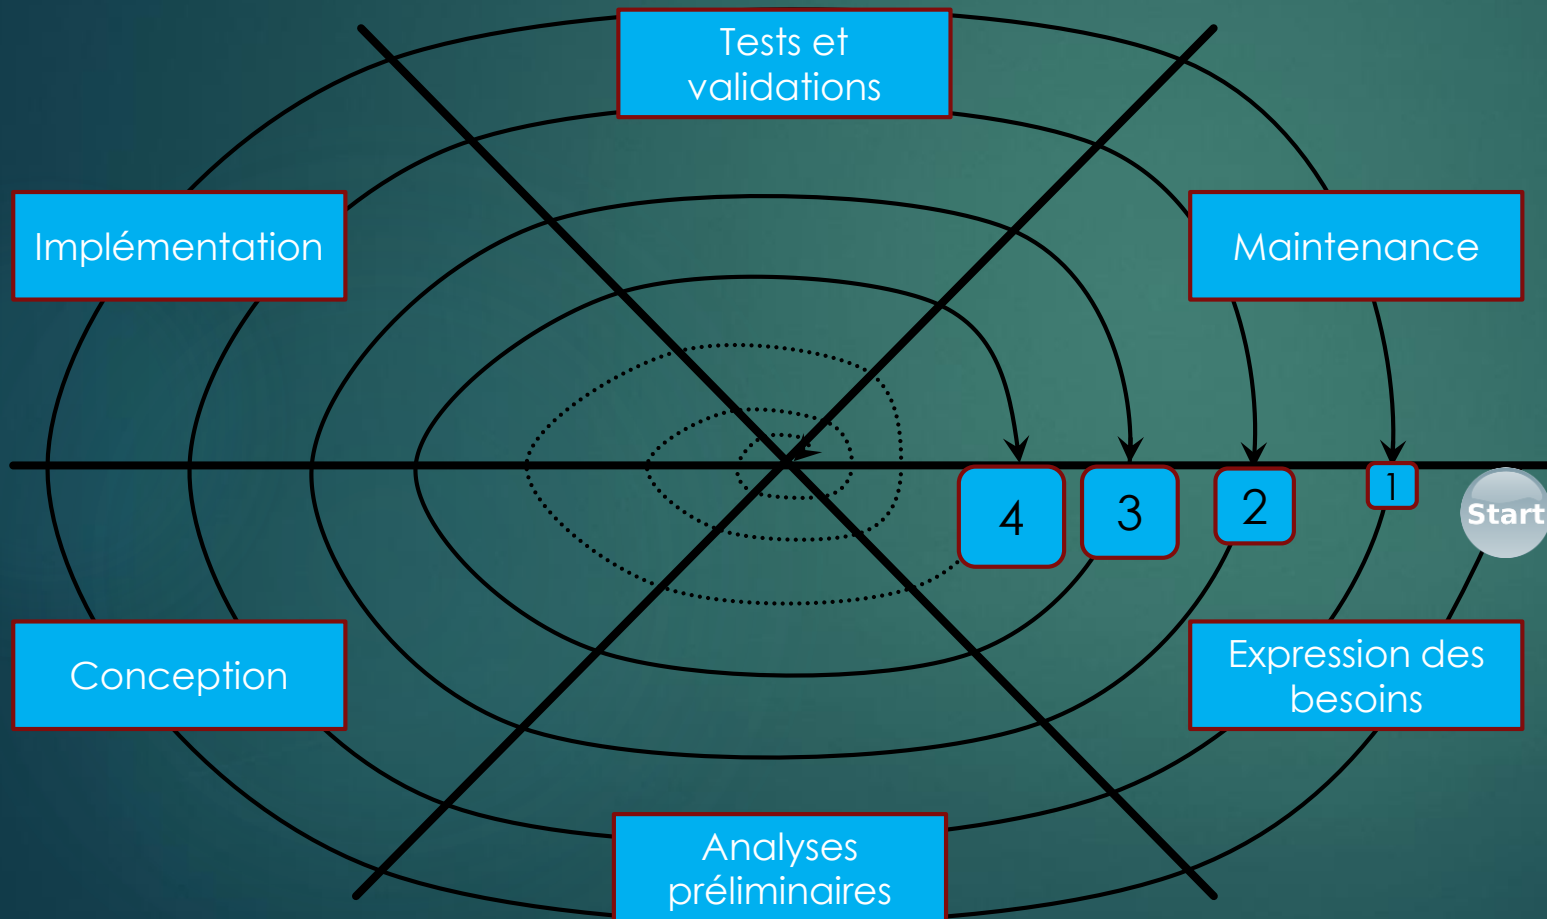 Tests et
validations
Implémentation
Maintenance
4
3
2
1
Start
Conception
Expression des
besoins
Analyses
préliminaires